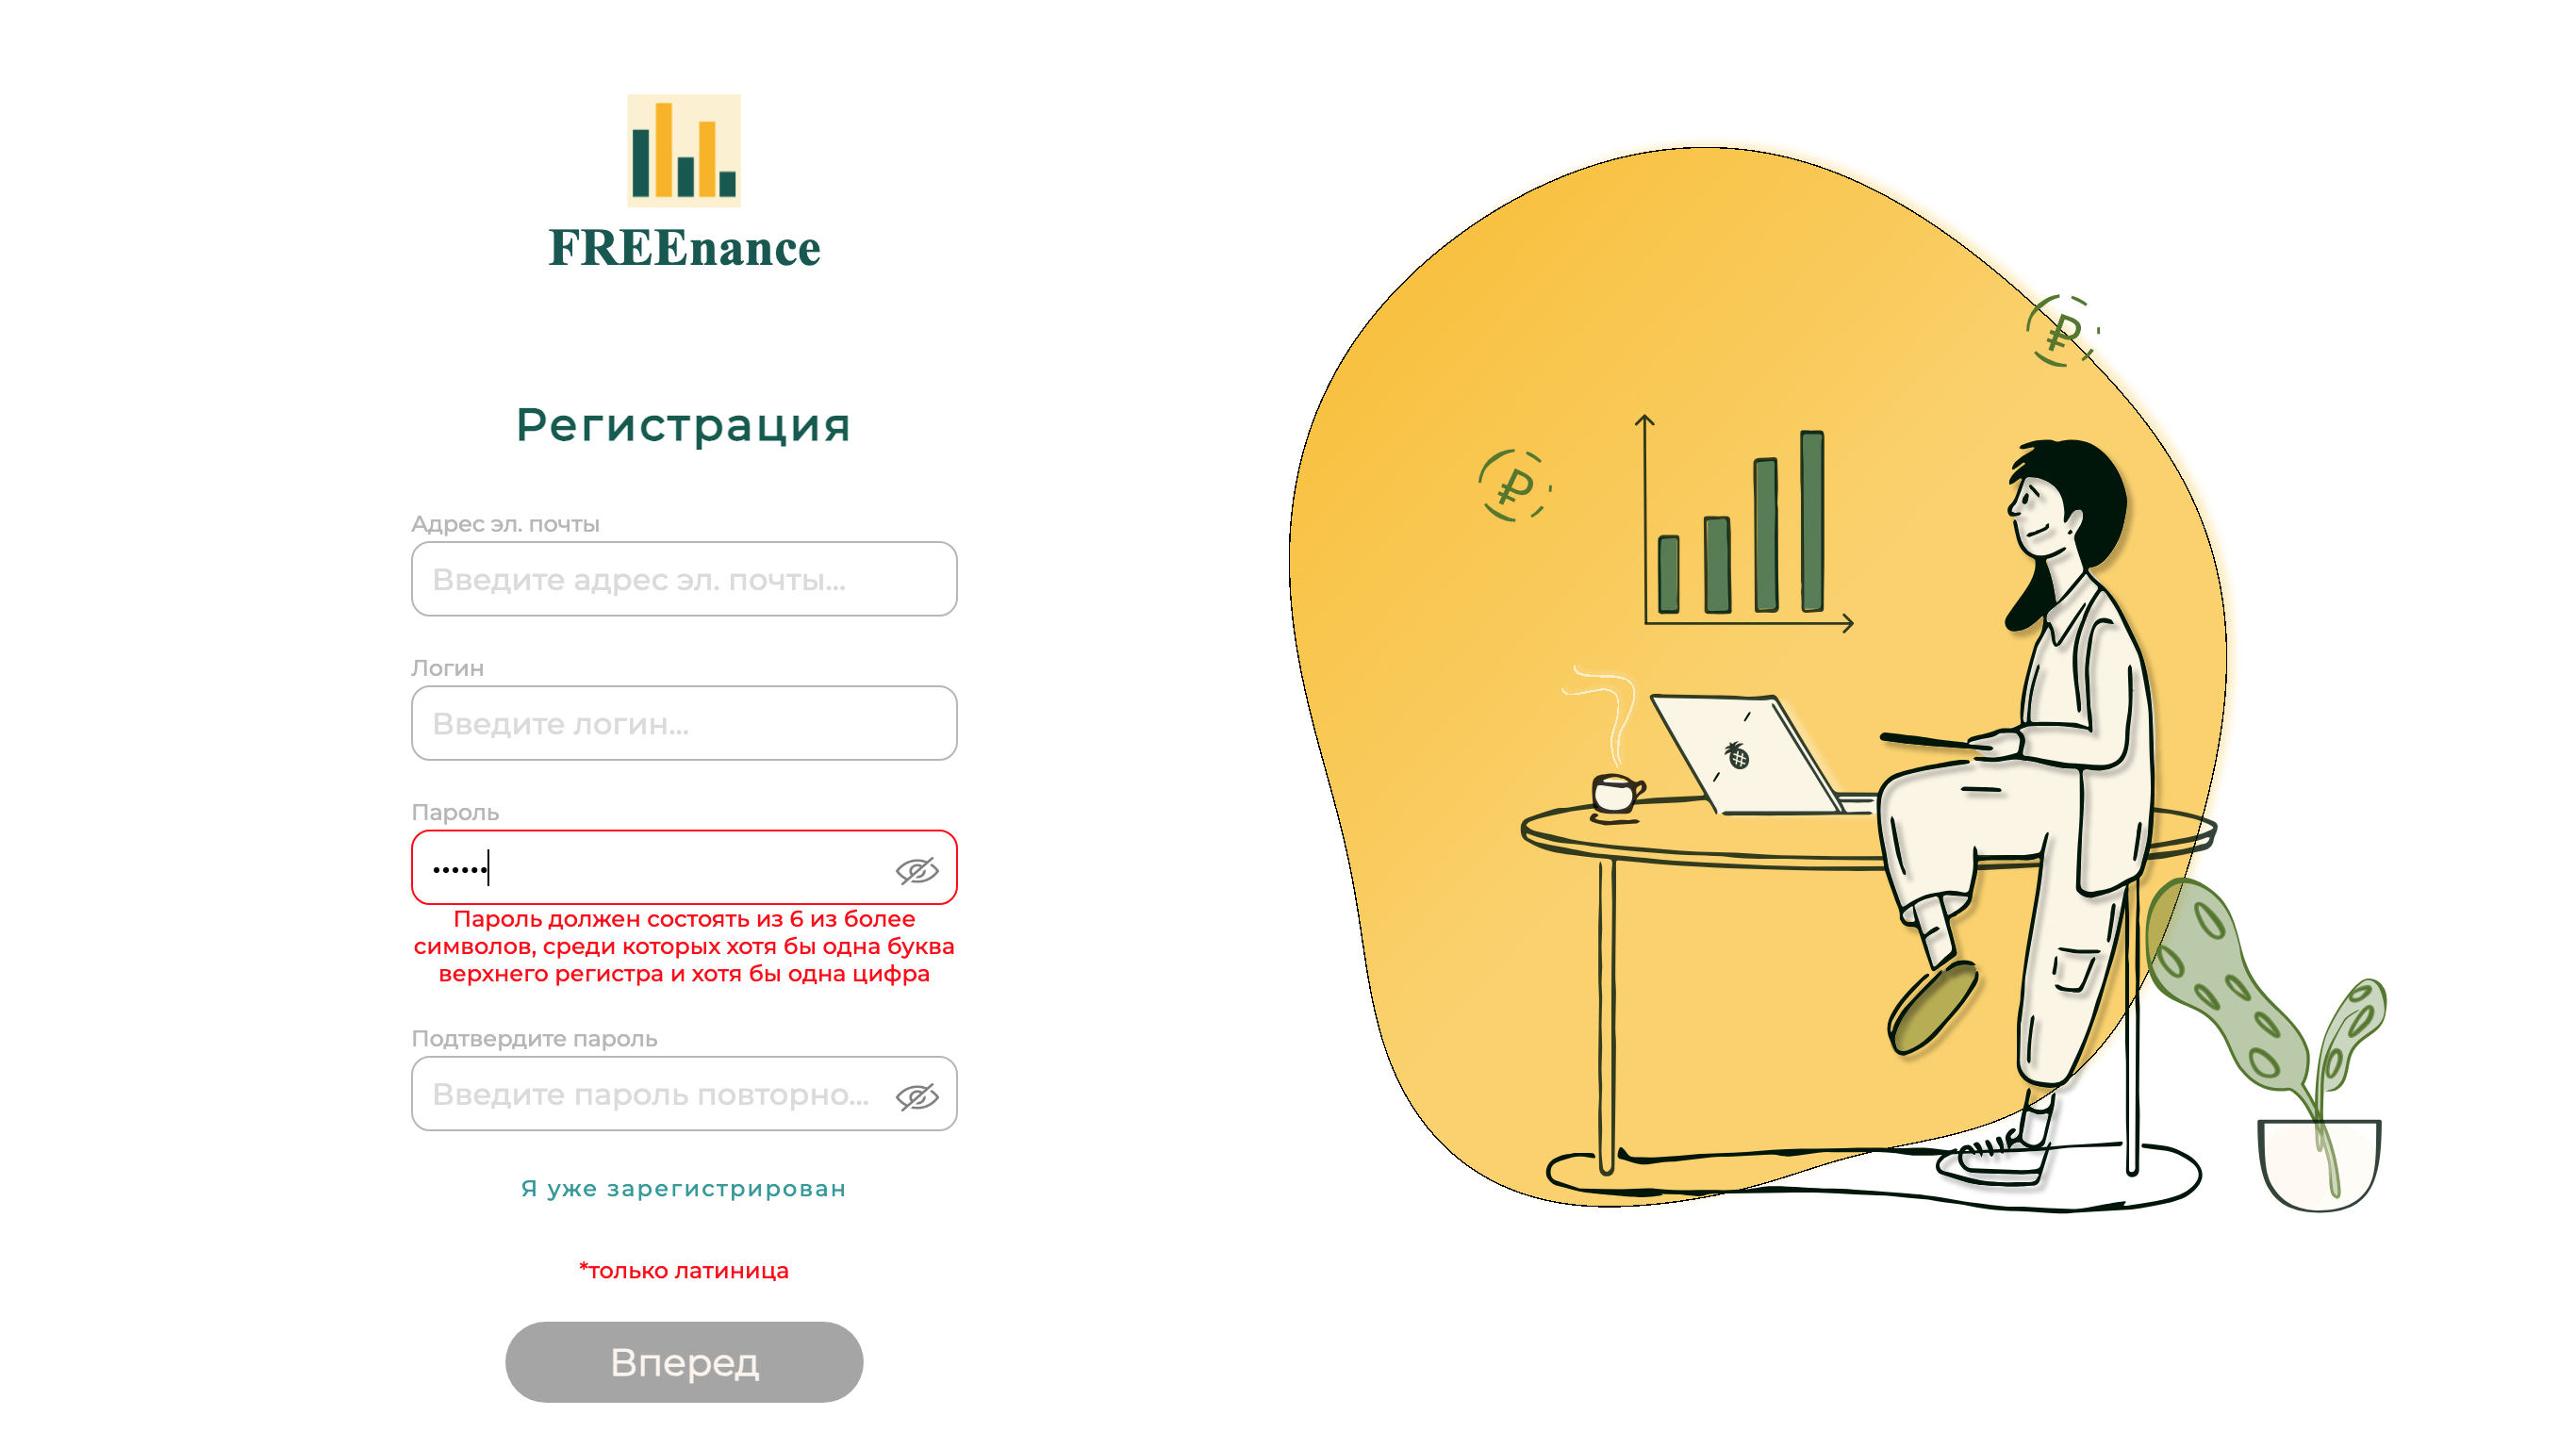 FREEnance
Регистрация
Адрес эл. почты
Введите адрес эл. почты...
Логин
Введите логин...
Пароль
••••••
Пароль должен состоять из 6 из более
символов, среди которых хотя бы одна буква
верхнего регистра и хотя бы одна цифра
Подтвердите пароль
Введите пароль повторно...
Я уже зарегистрирован
*только латиница
Вперед
₽
₽